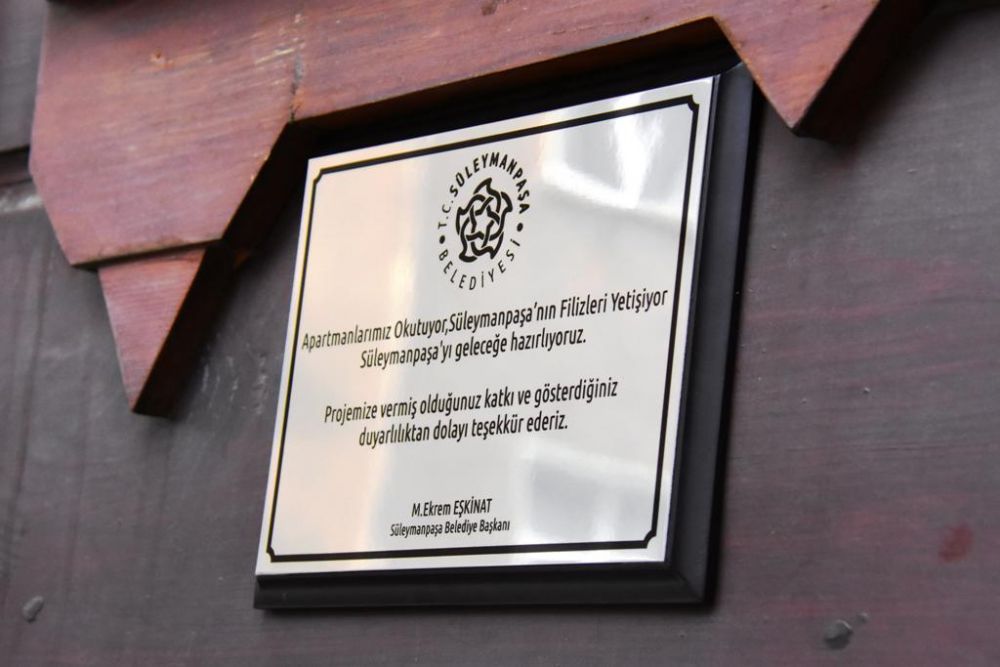 T.C. SÜLEYMANPAŞA
BELEDİYESİ
Apartmanlarımız Okutuyor,Süleymanpaşa'nın Filizleri Yetişiyor
Süleymanpaşa'yı geleceğe hazırlıyoruz.
Projemize vermiş olduğunuz katkı ve gösterdiğiniz
duyarlılıktan dolayı teşekkür ederiz.
M.Ekrem EŞKİNAT
Süleymanpaşa Belediye Başkanı